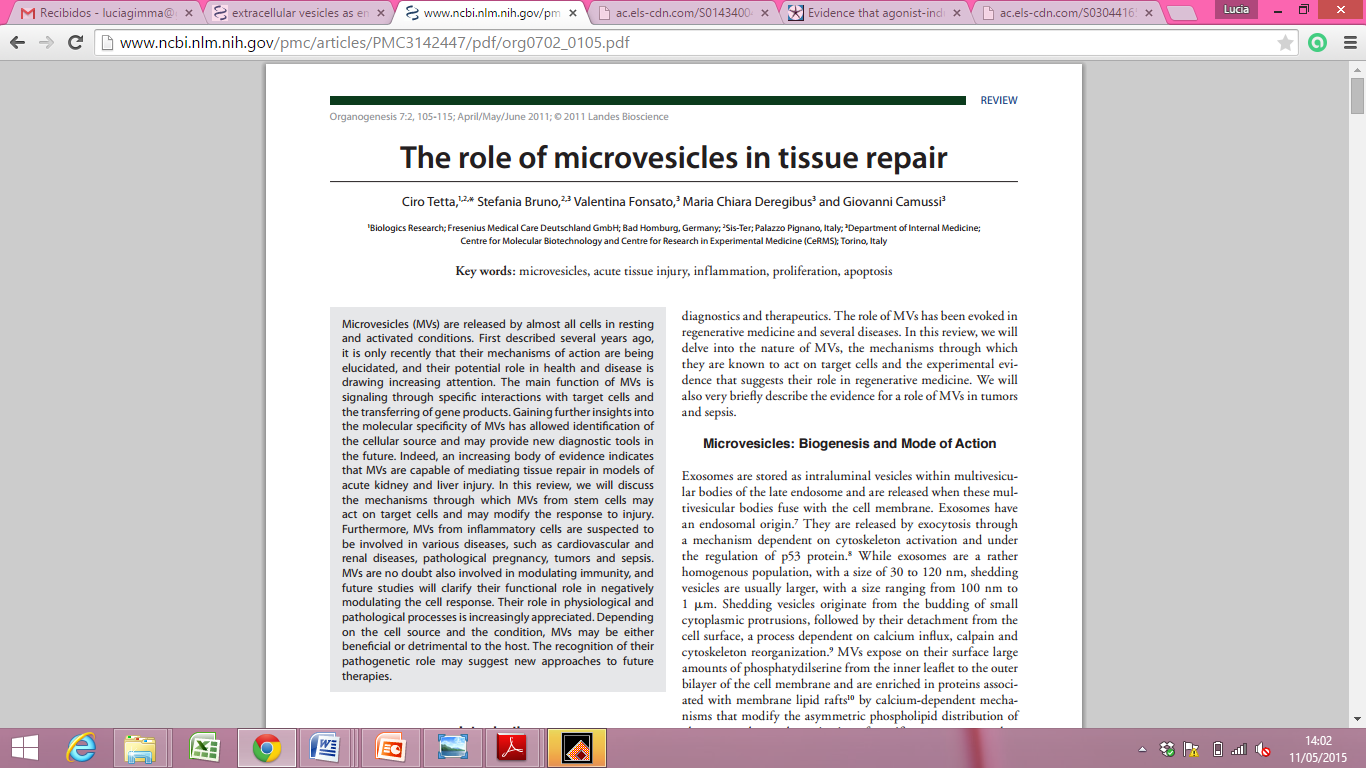 Recibidos - luciagimma@
extracellular vesicles as en
www.ncbi.nlm.nih.gov/pm
ac.els-cdn.com/S0143400
Evidence that agonist-ind
ac.els-cdn.com/S0304416
Lucia
www.ncbi.nlm.nih.gov/pmc/articles/PMC3142447/pdf/org0702_0105.pdf
REVIEW
Organogenesis 7:2, 105-115; April/May/June 2011; © 2011 Landes Bioscience
The role of microvesicles in tissue repair
Ciro Tetta,1,2,* Stefania Bruno,2,3 Valentina Fonsato,3 Maria Chiara Deregibus3 and Giovanni Camussi3
1Biologics Research; Fresenius Medical Care Deutschland GmbH; Bad Homburg, Germany; 2Sis-Ter; Palazzo Pignano, Italy; 3Department of Internal Medicine;
Centre for Molecular Biotechnology and Centre for Research in Experimental Medicine (CeRMS); Torino, Italy
Key words: microvesicles, acute tissue injury, inflammation, proliferation, apoptosis
Microvesicles (MVs) are released by almost all cells in resting
and activated conditions. First described several years ago,
it is only recently that their mechanisms of action are being
elucidated, and their potential role in health and disease is
drawing increasing attention. The main function of MVs is
signaling through specific interactions with target cells and
the transferring of gene products. Gaining further insights into
the molecular specificity of MVs has allowed identification of
the cellular source and may provide new diagnostic tools in
the future. Indeed, an increasing body of evidence indicates
that MVs are capable of mediating tissue repair in models of
acute kidney and liver injury. In this review, we will discuss
the mechanisms through which MVs from stem cells may
act on target cells and may modify the response to injury.
Furthermore, MVs from inflammatory cells are suspected to
be involved in various diseases, such as cardiovascular and
renal diseases, pathological pregnancy, tumors and sepsis.
MVs are no doubt also involved in modulating immunity, and
future studies will clarify their functional role in negatively
modulating the cell response. Their role in physiological and
pathological processes is increasingly appreciated. Depending
on the cell source and the condition, MVs may be either
beneficial or detrimental to the host. The recognition of their
pathogenetic role may suggest new approaches to future
therapies.
diagnostics and therapeutics. The role of MVs has been evoked in
regenerative medicine and several diseases. In this review, we will
delve into the nature of MVs, the mechanisms through which
they are known to act on target cells and the experimental evi-
dence that suggests their role in regenerative medicine. We will
also very briefly describe the evidence for a role of MVs in tumors
and sepsis.
Microvesicles: Biogenesis and Mode of Action
Exosomes are stored as intraluminal vesicles within multivesicu-
lar bodies of the late endosome and are released when these mul-
tivesicular bodies fuse with the cell membrane. Exosomes have
an endosomal origin.7 They are released by exocytosis through
a mechanism dependent on cytoskeleton activation and under
the regulation of p53 protein.8 While exosomes are a rather
homogenous population, with a size of 30 to 120 nm, shedding
vesicles are usually larger, with a size ranging from 100 nm to
1 μm. Shedding vesicles originate from the budding of small
cytoplasmic protrusions, followed by their detachment from the
cell surface, a process dependent on calcium influx, calpain and
cytoskeleton reorganization.9 MVs expose on their surface large
amounts of phosphatydilserine from the inner leaflet to the outer
bilayer of the cell membrane and are enriched in proteins associ-
ated with membrane lipid rafts10 by calcium-dependent mecha-
nisms that modify the asymmetric phospholipid distribution of
14:02
11/05/2015